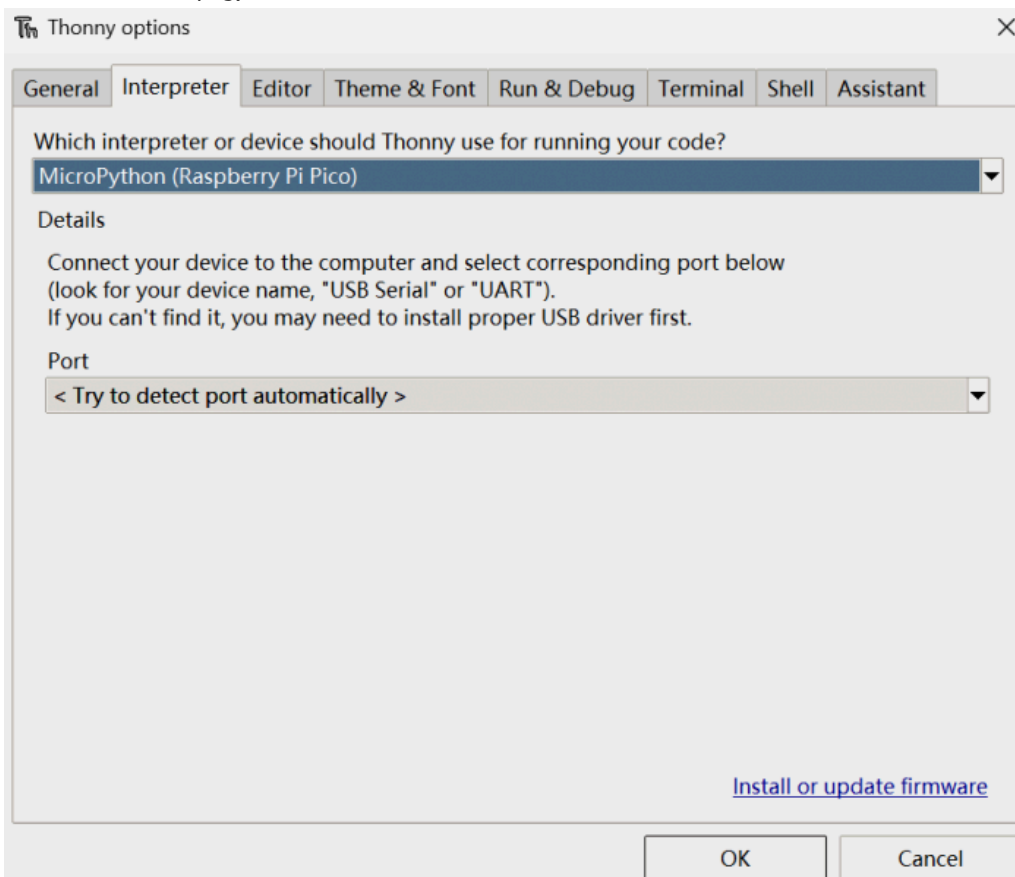 Thonny options
General Interpreter Editor Theme & Font Run & Debug Terminal Shell Assistant
Which interpreter or device should Thonny use for running your code?
MicroPython (Raspberry Pi Pico)
Details
Connect your device to the computer and select corresponding port below
(look for your device name, "USB Serial" or "UART").
If you can't find it, you may need to install proper USB driver first.
Port
< Try to detect port automatically >
Install or update firmware
OK Cancel